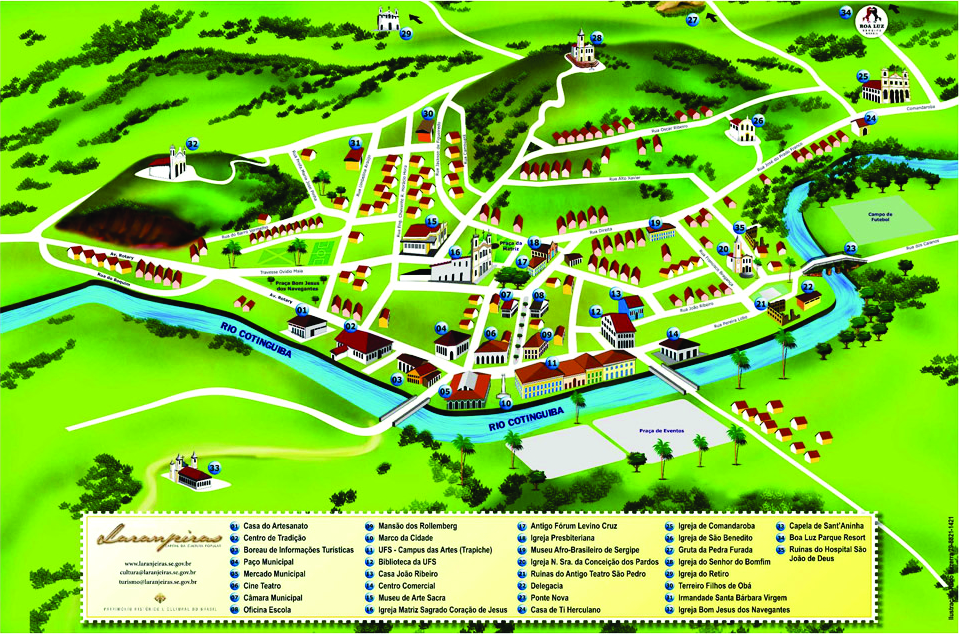 29
28
27
34
BOA LUZ
25
Comandaroba
24
26
Rua Oscar Ribeiro
30
31
32
Rua Alto Xavier
15
16
Praça da
Matriz
17
18
Rua Direita
19
20
35
Campo de
Futebol
23
22
21
Travessa Ovídio Maia
Av. Rotary
Praça Bom Jesus
dos Navegantes
Av. Rotary
01
02
03
04
05
06
07
08
09
10
11
12
13
14
Rua João Ribeiro
Rua Pereira Lobo
RIO COTINGUIBA
RIO COTINGUIBA
Praça de Eventos
33
Laranjeiras
www.laranjeiras.se.gov.br
cultura@laranjeiras.se.gov.br
turismo@laranjeiras.se.gov.br
01 Casa do Artesanato
02 Centro de Tradição
03 Boreau de Informações Turísticas
04 Paço Municipal
05 Mercado Municipal
06 Cine Teatro
07 Câmara Municipal
08 Oficina Escola
09 Mansão dos Rollemberg
10 Marco da Cidade
11 UFS - Campus das Artes (Trapiche)
12 Biblioteca da UFS
13 Casa João Ribeiro
14 Centro Comercial
15 Museu de Arte Sacra
16 Igreja Matriz Sagrado Coração de Jesus
17 Antigo Fórum Levino Cruz
18 Igreja Presbiteriana
19 Museu Afro-Brasileiro de Sergipe
20 Igreja N. Sra. da Conceição dos Pardos
21 Ruínas do Antigo Teatro São Pedro
22 Delegacia
23 Ponte Nova
24 Casa de Ti Herculano
25 Igreja de Comandaroba
26 Igreja de São Benedito
27 Gruta da Pedra Furada
28 Igreja do Senhor do Bomfim
29 Igreja do Retiro
30 Terreiro Filhos de Obá
31 Irmandade Santa Bárbara Virgem
32 Igreja Bom Jesus dos Navegantes
33 Capela de Sant'Aninha
34 Boa Luz Parque Resort
35 Ruínas do Hospital São
João de Deus